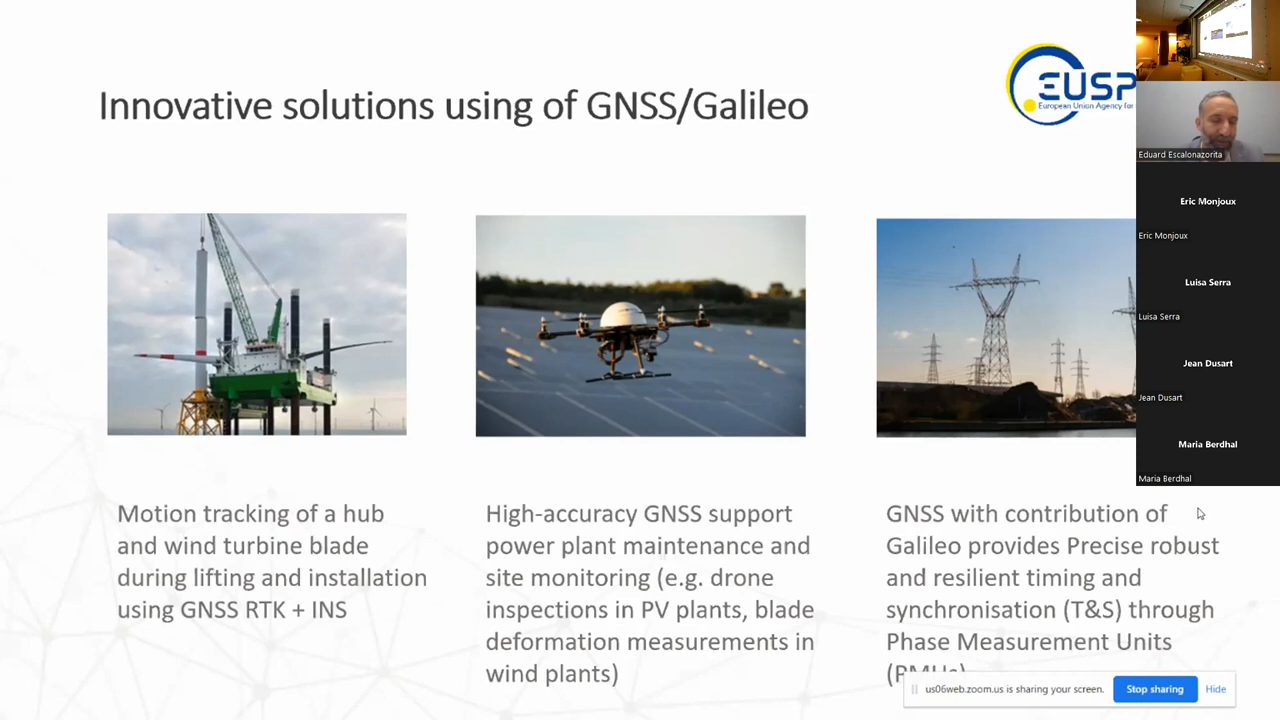 Innovative solutions using of GNSS/Galileo
EUSP
European Union Agency for
Eduard Escalonazorita
Eric Monjoux
Eric Monjoux
Luisa Serra
Luisa Serra
Jean Dusart
Jean Dusart
Maria Berdhal
Maria Berdhal
Motion tracking of a hub
and wind turbine blade
during lifting and installation
using GNSS RTK + INS
High-accuracy GNSS support
power plant maintenance and
site monitoring (e.g. drone
inspections in PV plants, blade
deformation measurements in
wind plants)
GNSS with contribution of
Galileo provides Precise robust
and resilient timing and
synchronisation (T&S) through
Phase Measurement Units
(PMUs)
us06web.zoom.us is sharing your screen.
Stop sharing
Hide